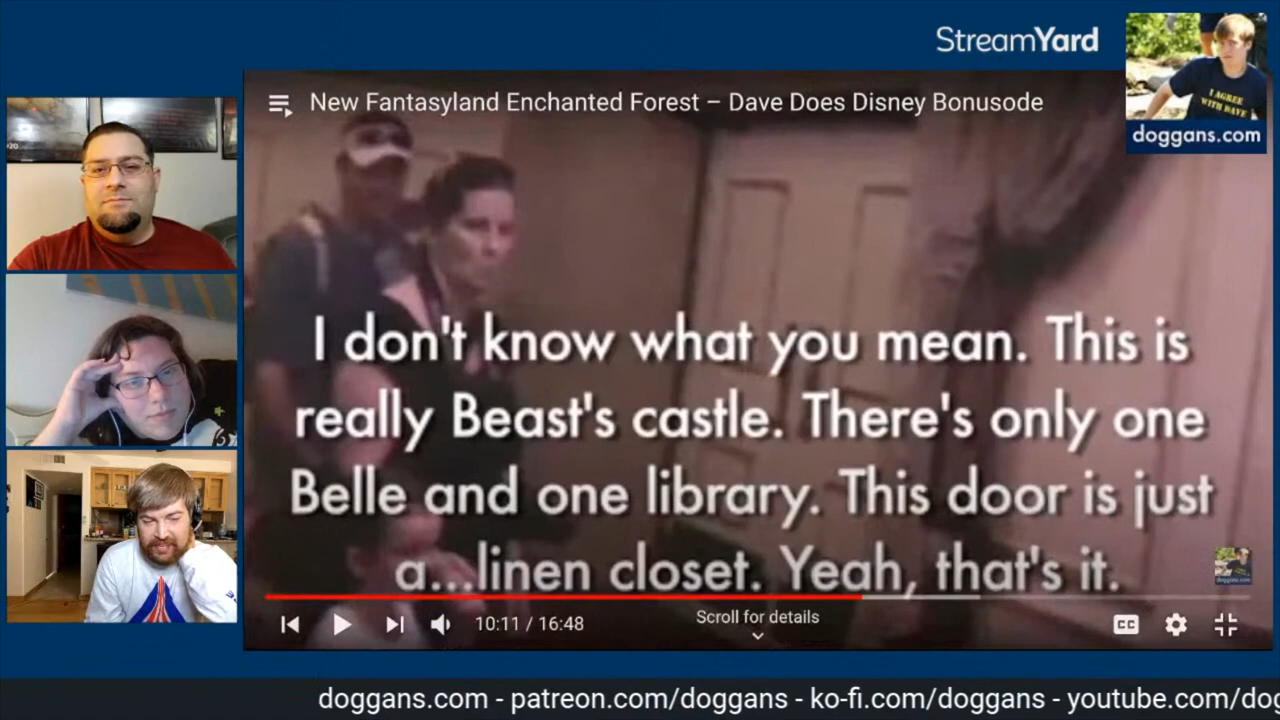 StreamYard
New Fantasyland Enchanted Forest – Dave Does Disney Bonusode
I AGREE
WITH DAVE
doggans.com
I don't know what you mean. This is
really Beast's castle. There's only one
Belle and one library. This door is just
a...linen closet. Yeah, that's it.
10:11 / 16:48
Scroll for details
CC
doggans.com - patreon.com/doggans - ko-fi.com/doggans - youtube.com/dog